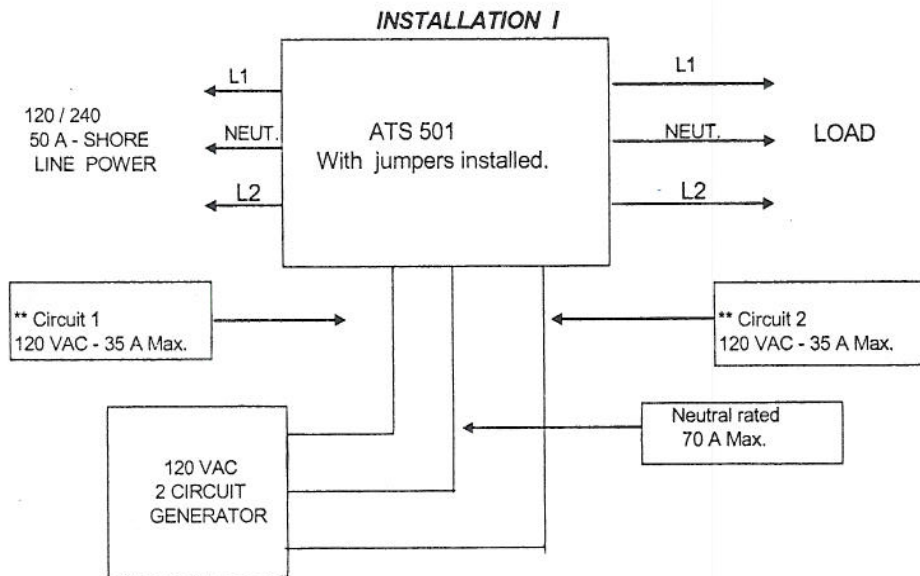 INSTALLATION I
L1
NEUT.
L2
120 / 240
50 A - SHORE
LINE POWER
ATS 501
With jumpers installed.
L1
NEUT.
L2
LOAD
** Circuit 1
120 VAC - 35 A Max.
** Circuit 2
120 VAC - 35 A Max.
Neutral rated
70 A Max.
120 VAC
2 CIRCUIT
GENERATOR